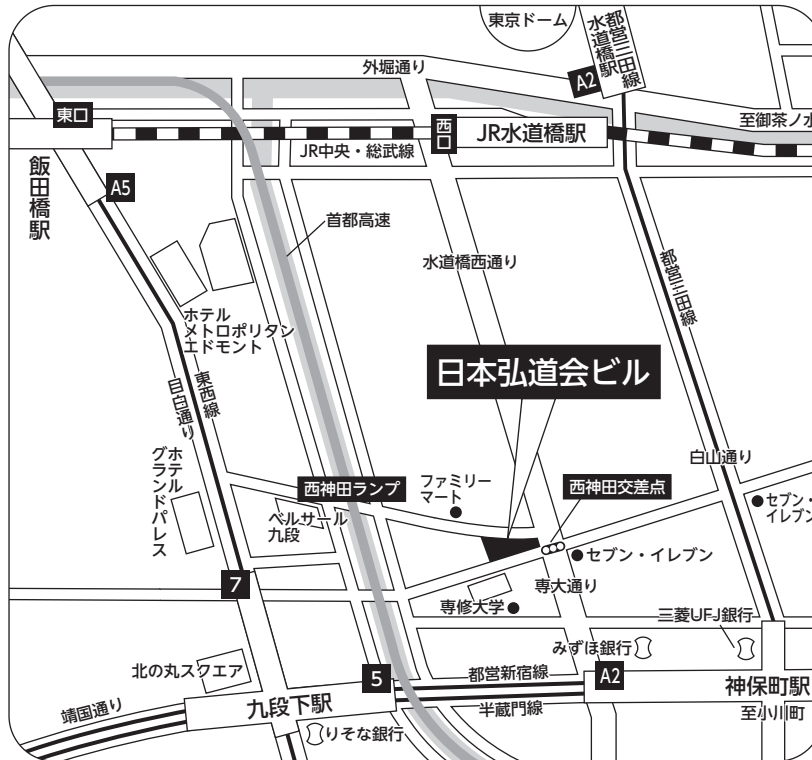 東京ドーム
都営三田線
水道橋駅
外堀通り
A2
東口
西口
JR水道橋駅
至御茶ノ水
JR中央・総武線
飯田橋駅
A5
首都高速
水道橋西通り
都営三田線
ホテル
メトロポリタン
エドモント
日本弘道会ビル
東西線
目白通り
白山通り
ホテル
グランドパレス
西神田ランプ
ファミリー
マート
西神田交差点
セブン・
イレブン
ベルサール
九段
セブン・イレブン
7
専大通り
専修大学
三菱UFJ銀行
みずほ銀行
北の丸スクエア
5
都営新宿線
A2
神保町駅
靖国通り
九段下駅
半蔵門線
至小川町
りそな銀行